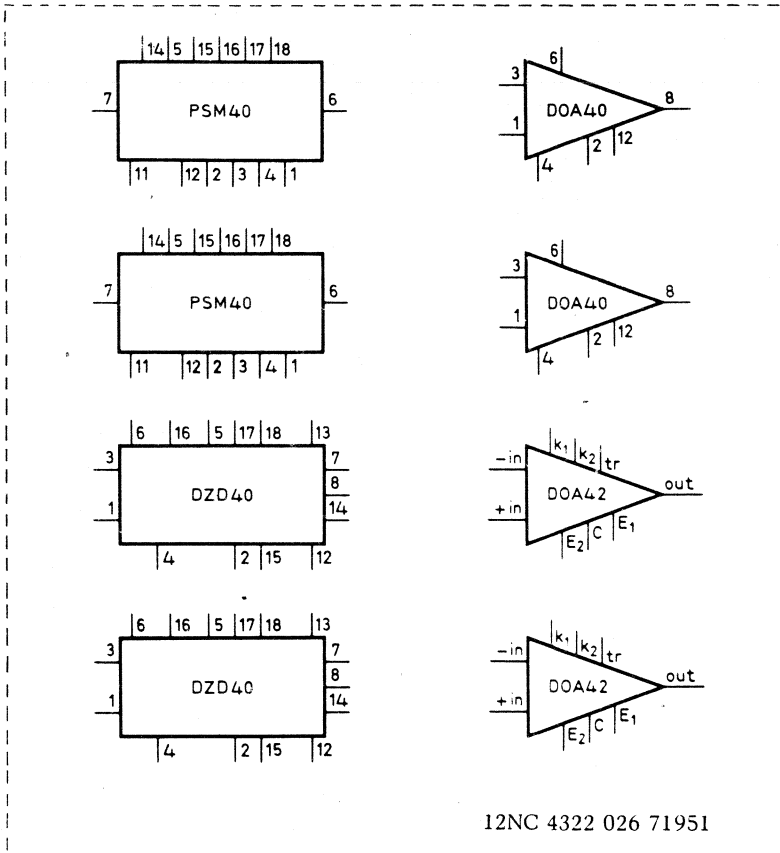 14 5 15 16 17 18
7 PSM40 6
11 12 2 3 4 1
6
3
DOA40 8
1
4 2 12
14 5 15 16 17 18
7 PSM40 6
11 12 2 3 4 1
6
3
DOA40 8
1
4 2 12
6 16 5 17 18 13
3 7
DZD40 8
1 14
4 2 15 12
k₁ k₂ tr
-in
DOA42 out
+in
E₂ C E₁
6 16 5 17 18 13
3 7
DZD40 8
1 14
4 2 15 12
k₁ k₂ tr
-in
DOA42 out
+in
E₂ C E₁
12NC 4322 026 71951